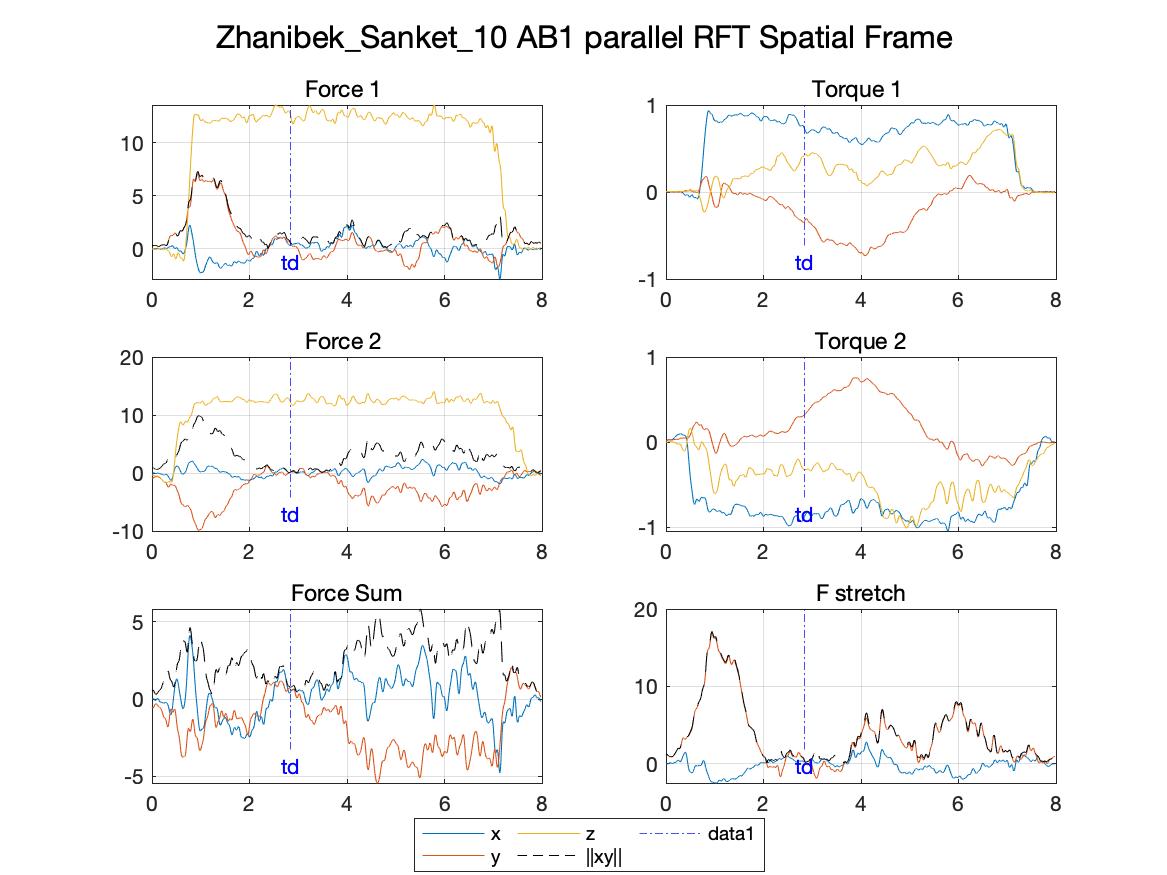 Zhanibek_Sanket_10 AB1 parallel RFT Spatial Frame
Force 1
10
5
0
td
0 2 4 6 8
Torque 1
1
0
-1
td
0 2 4 6 8
Force 2
20
10
0
-10
td
0 2 4 6 8
Torque 2
1
0
-1
td
0 2 4 6 8
Force Sum
5
0
-5
td
0 2 4 6 8
F stretch
20
10
0
td
0 2 4 6 8
x z data1
y ||xy||